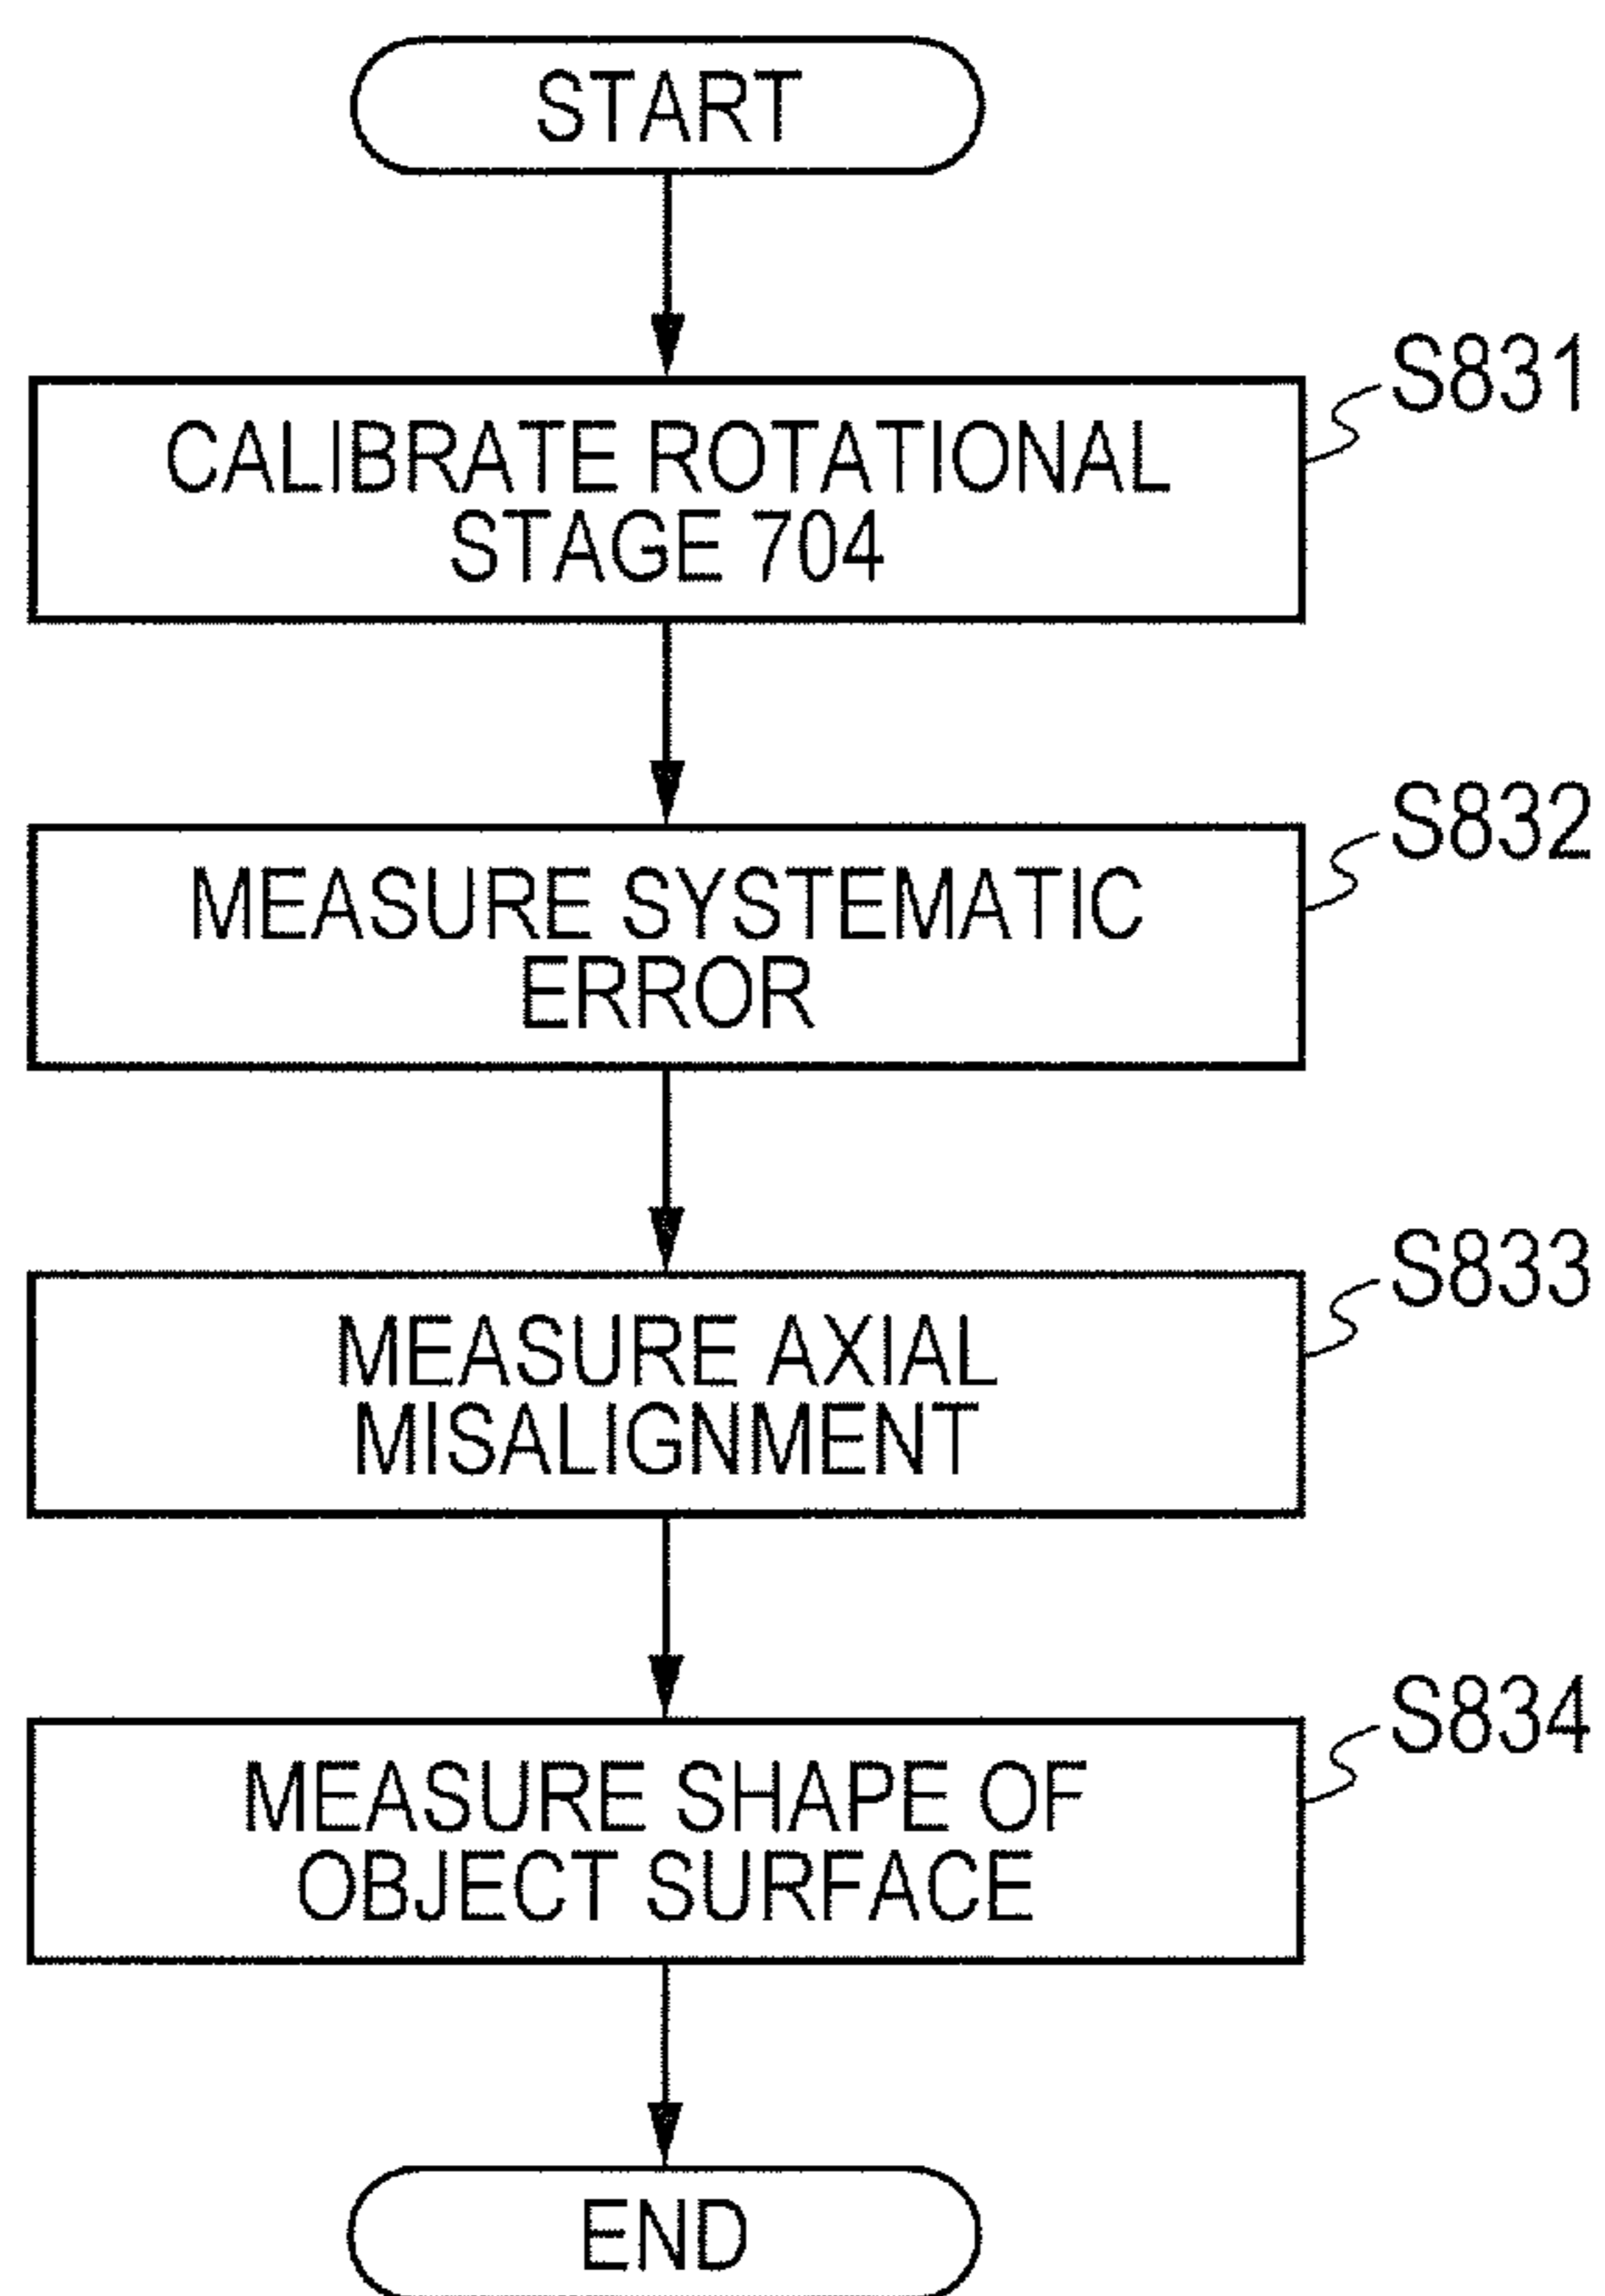 START
S831
CALIBRATE ROTATIONAL
STAGE 704
S832
MEASURE SYSTEMATIC
ERROR
S833
MEASURE AXIAL
MISALIGNMENT
S834
MEASURE SHAPE OF
OBJECT SURFACE
END